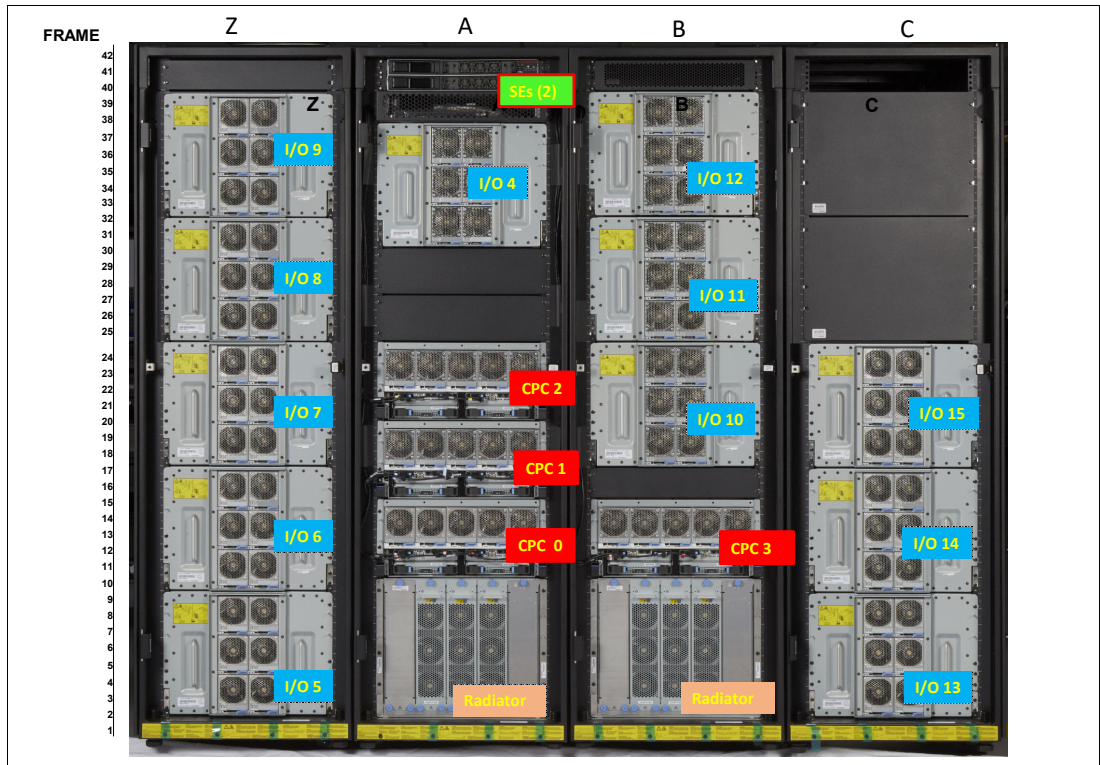 Z A B C
FRAME
42
41
40
39
38
37
36
35
34
33
32
31
30
29
28
27
26
25
24
23
22
21
20
19
18
17
16
15
14
13
12
11
10
9
8
7
6
5
4
3
2
1
Z
I/O 9
I/O 8
I/O 7
I/O 6
I/O 5
SEs (2)
I/O 4
CPC 2
CPC 1
CPC 0
Radiator
B
I/O 12
I/O 11
I/O 10
CPC 3
Radiator
C
I/O 15
I/O 14
I/O 13